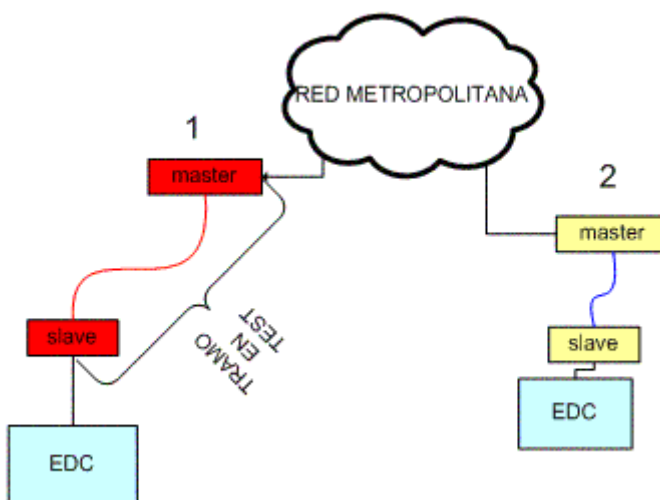 RED METROPOLITANA
1
master
2
master
slave
TRAMO
EN
TEST
slave
EDC
EDC